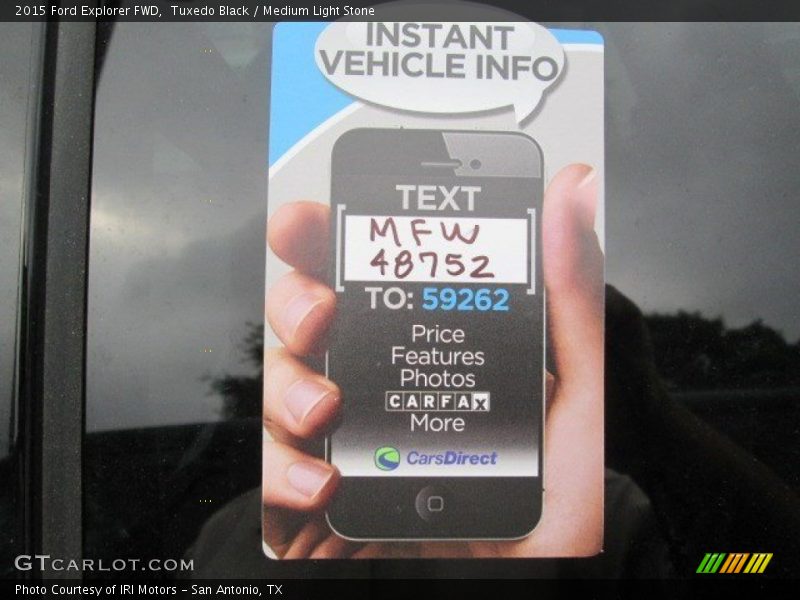 2015 Ford Explorer FWD,  Tuxedo Black / Medium Light Stone
INSTANT
VEHICLE INFO
TEXT
MFW
48752
TO: 59262
Price
Features
Photos
CARFAX
More
CarsDirect
GTCARLOT.COM
Photo Courtesy of IRI Motors - San Antonio, TX